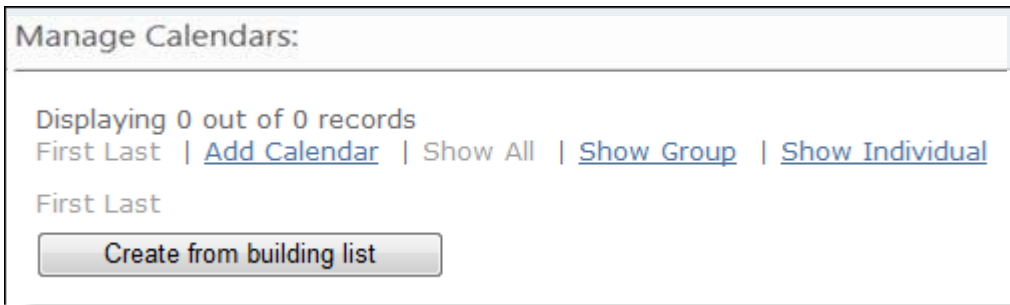 Manage Calendars:
Displaying 0 out of 0 records
First Last | Add Calendar | Show All | Show Group | Show Individual
First Last
Create from building list